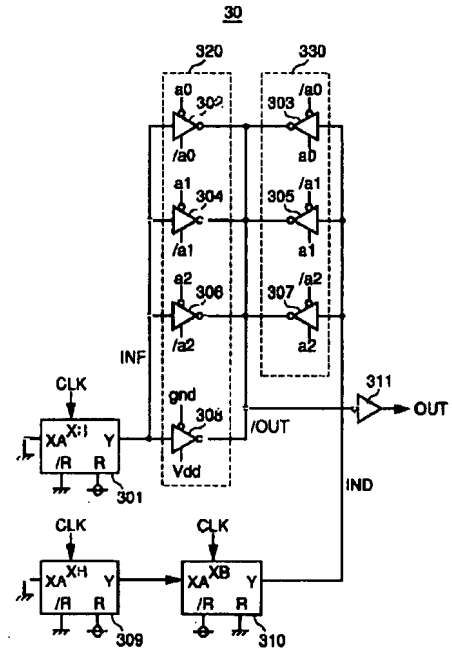 30
320
330
a0
302
/a0
/a0
303
a0
a1
304
/a1
/a1
305
a1
a2
306
/a2
/a2
307
a2
INF
gnd
308
Vdd
/OUT
311
OUT
IND
CLK
XA
Y
/R
R
301
CLK
XA
Y
/R
R
309
CLK
XA
XB
Y
/R
R
310